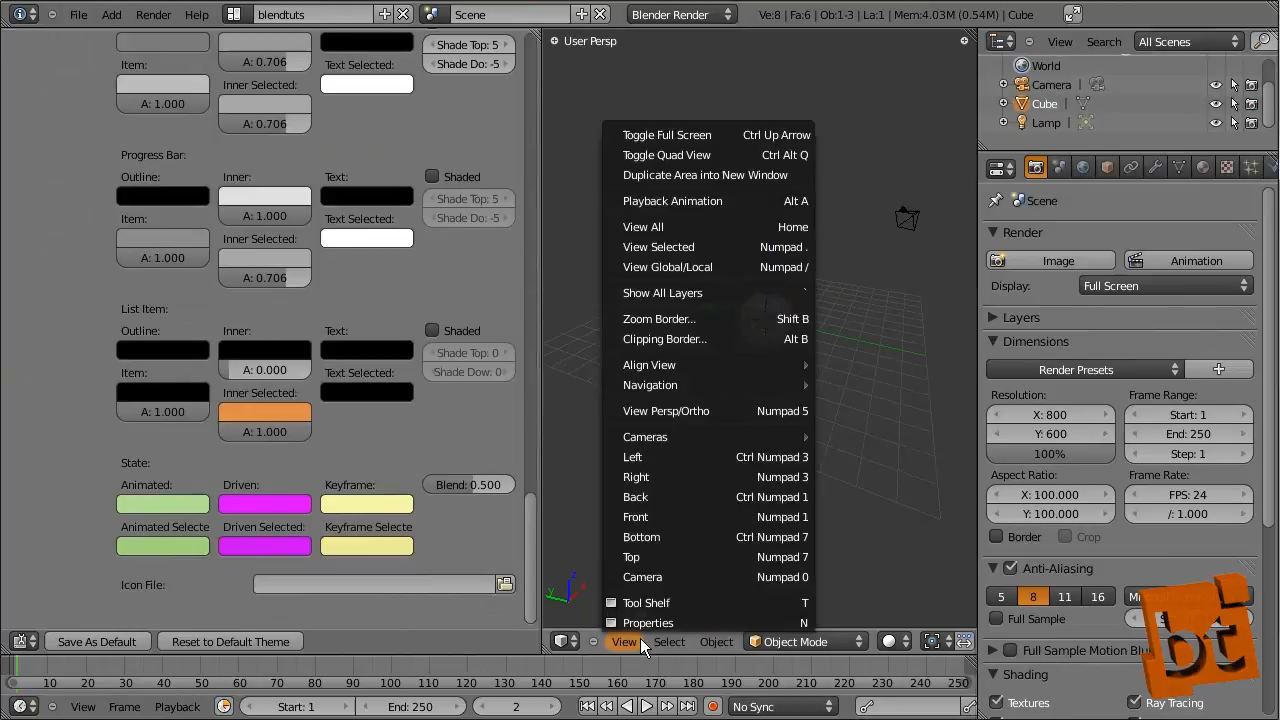 File Add Render Help blendtuts Scene Blender Render Ve:8 | Fa:6 | Ob:1-3 | La:1 | Mem:4.03M (0.54M) | Cube
A: 0.706
Shade Top: 5
Shade Do: -5
Item:
Text Selected:
A: 1.000
Inner Selected:
A: 0.706
Progress Bar:
Outline: Inner: Text: Shaded
A: 1.000
Shade Top: 5
Shade Do: -5
Item: Inner Selected: Text Selected:
A: 1.000
A: 0.706
List Item:
Outline: Inner: Text: Shaded
A: 0.000
Shade Top: 0
Shade Dow: 0
Item: Inner Selected: Text Selected:
A: 1.000
A: 1.000
State:
Animated: Driven: Keyframe: Blend: 0.500
Animated Selecte Driven Selected: Keyframe Selecte
Icon File:
Save As Default Reset to Default Theme
User Persp
Toggle Full Screen Ctrl Up Arrow
Toggle Quad View Ctrl Alt Q
Duplicate Area into New Window
Playback Animation Alt A
View All Home
View Selected Numpad .
View Global/Local Numpad /
Show All Layers `
Zoom Border... Shift B
Clipping Border... Alt B
Align View
Navigation
View Persp/Ortho Numpad 5
Cameras
Left Ctrl Numpad 3
Right Numpad 3
Back Ctrl Numpad 1
Front Numpad 1
Bottom Ctrl Numpad 7
Top Numpad 7
Camera Numpad 0
Tool Shelf T
Properties N
View Select Object Object Mode
View Search All Scenes
World
Camera
Cube
Lamp
Scene
Render
Image Animation
Display: Full Screen
Layers
Dimensions
Render Presets
Resolution: Frame Range:
X: 800 Start: 1
Y: 600 End: 250
100% Step: 1
Aspect Ratio: Frame Rate:
X: 100.000 FPS: 24
Y: 100.000 /: 1.000
Border Crop
Anti-Aliasing
5 8 11 16
Full Sample
Full Sample Motion Blu
Shading
Textures Ray Tracing
bt
0 10 20 30 40 50 60 70 80 90 100 110 120 130 140 150 160 170 180 190 200 210 220 230 240 250
View Frame Playback Start: 1 End: 250 2 No Sync